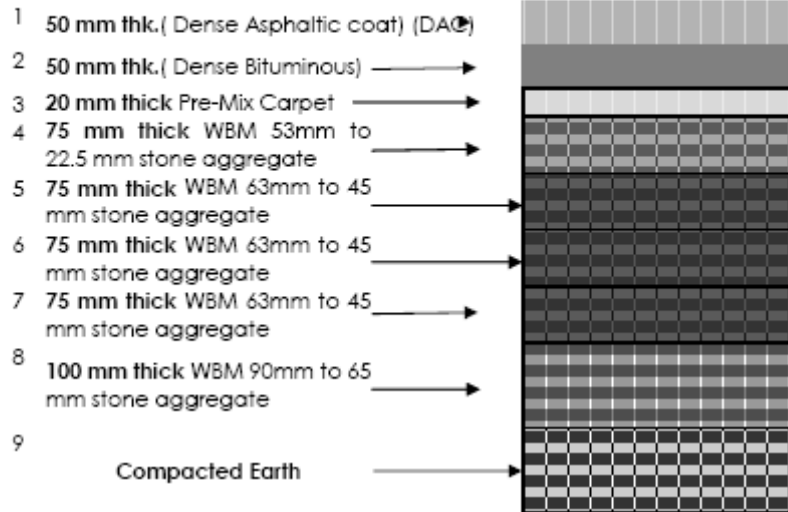 1 50 mm thk.( Dense Asphaltic coat) (DAC)
2 50 mm thk.( Dense Bituminous)
3 20 mm thick Pre-Mix Carpet
4 75 mm thick WBM 53mm to
22.5 mm stone aggregate
5 75 mm thick WBM 63mm to 45
mm stone aggregate
6 75 mm thick WBM 63mm to 45
mm stone aggregate
7 75 mm thick WBM 63mm to 45
mm stone aggregate
8 100 mm thick WBM 90mm to 65
mm stone aggregate
9 Compacted Earth